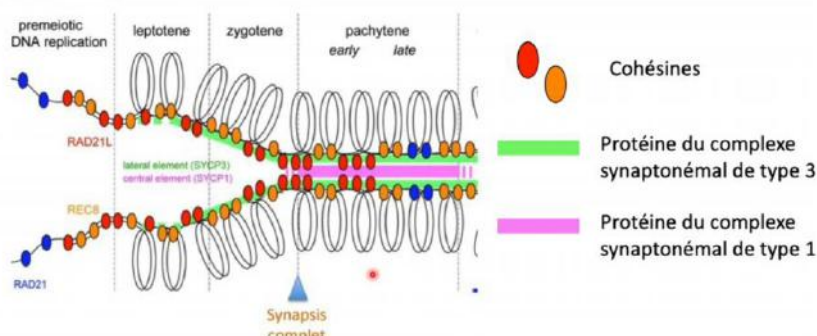 premeiotic
DNA replication
leptotene
zygotene
pachytene
early late
RAD21L
lateral element (SYCP3)
central element (SYCP1)
REC8
RAD21
Synapsis
complet
Cohésines
Protéine du complexe
synaptonémal de type 3
Protéine du complexe
synaptonémal de type 1